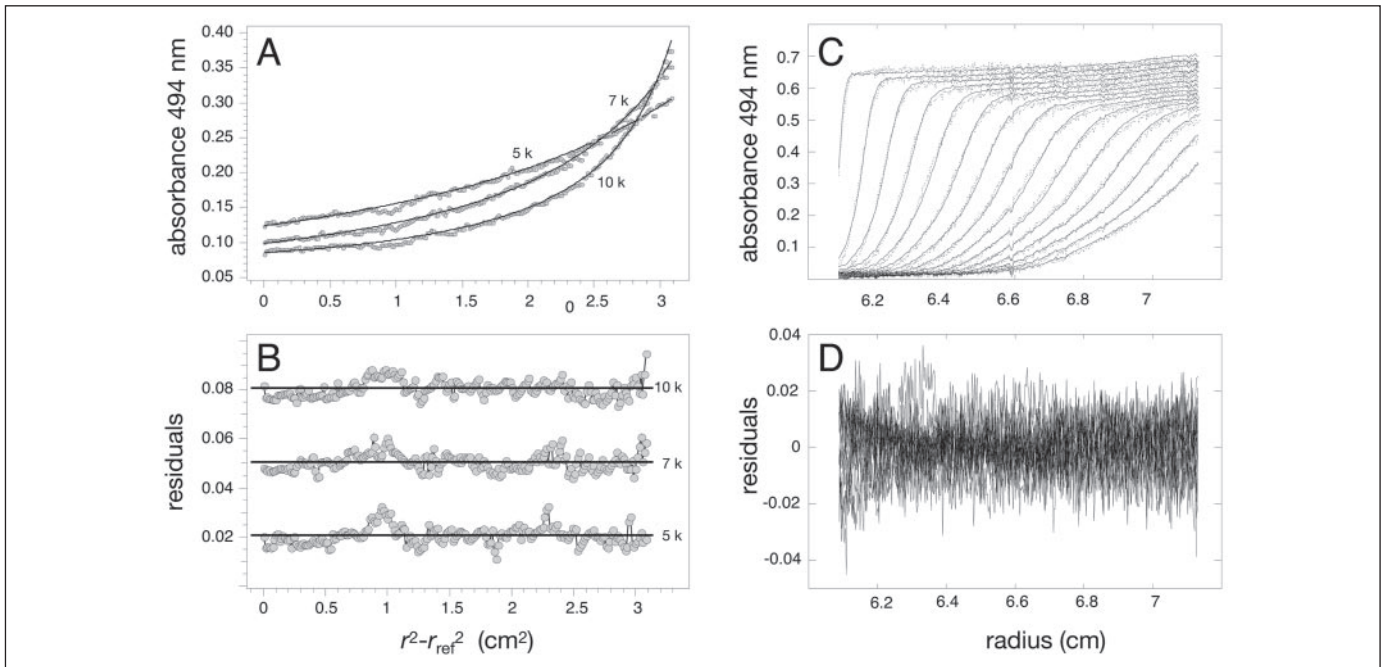 A
absorbance 494 nm
0.40
0.35
0.30
0.25
0.20
0.15
0.10
0.05
5 k
7 k
10 k
0 0.5 1 1.5 2 0 2.5 3
B
residuals
0.08
0.06
0.04
0.02
10 k
7 k
5 k
0 0.5 1 1.5 2 2.5 3
r²-r_ref² (cm²)
C
absorbance 494 nm
0.7
0.6
0.5
0.4
0.3
0.2
0.1
6.2 6.4 6.6 6.8 7
D
residuals
0.04
0.02
0
-0.02
-0.04
6.2 6.4 6.6 6.8 7
radius (cm)